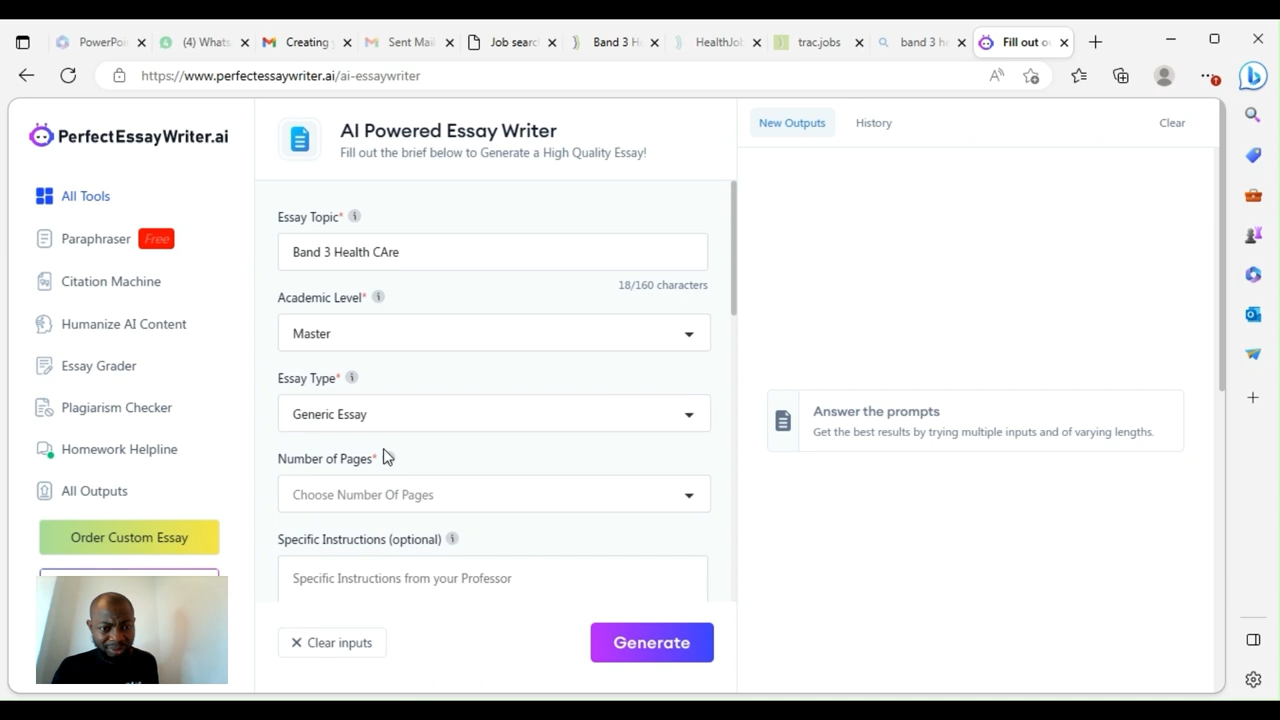 PowerPoi
(4) Whats
Creating
Sent Mail
Job searc
Band 3 H
HealthJob
trac.jobs
band 3 h
Fill out o
https://www.perfectessaywriter.ai/ai-essaywriter
PerfectEssayWriter.ai
All Tools
Paraphraser Free
Citation Machine
Humanize AI Content
Essay Grader
Plagiarism Checker
Homework Helpline
All Outputs
Order Custom Essay
AI Powered Essay Writer
Fill out the brief below to Generate a High Quality Essay!
Essay Topic*
Band 3 Health CAre
18/160 characters
Academic Level*
Master
Essay Type*
Generic Essay
Number of Pages*
Choose Number Of Pages
Specific Instructions (optional)
Specific Instructions from your Professor
Clear inputs
Generate
New Outputs
History
Clear
Answer the prompts
Get the best results by trying multiple inputs and of varying lengths.